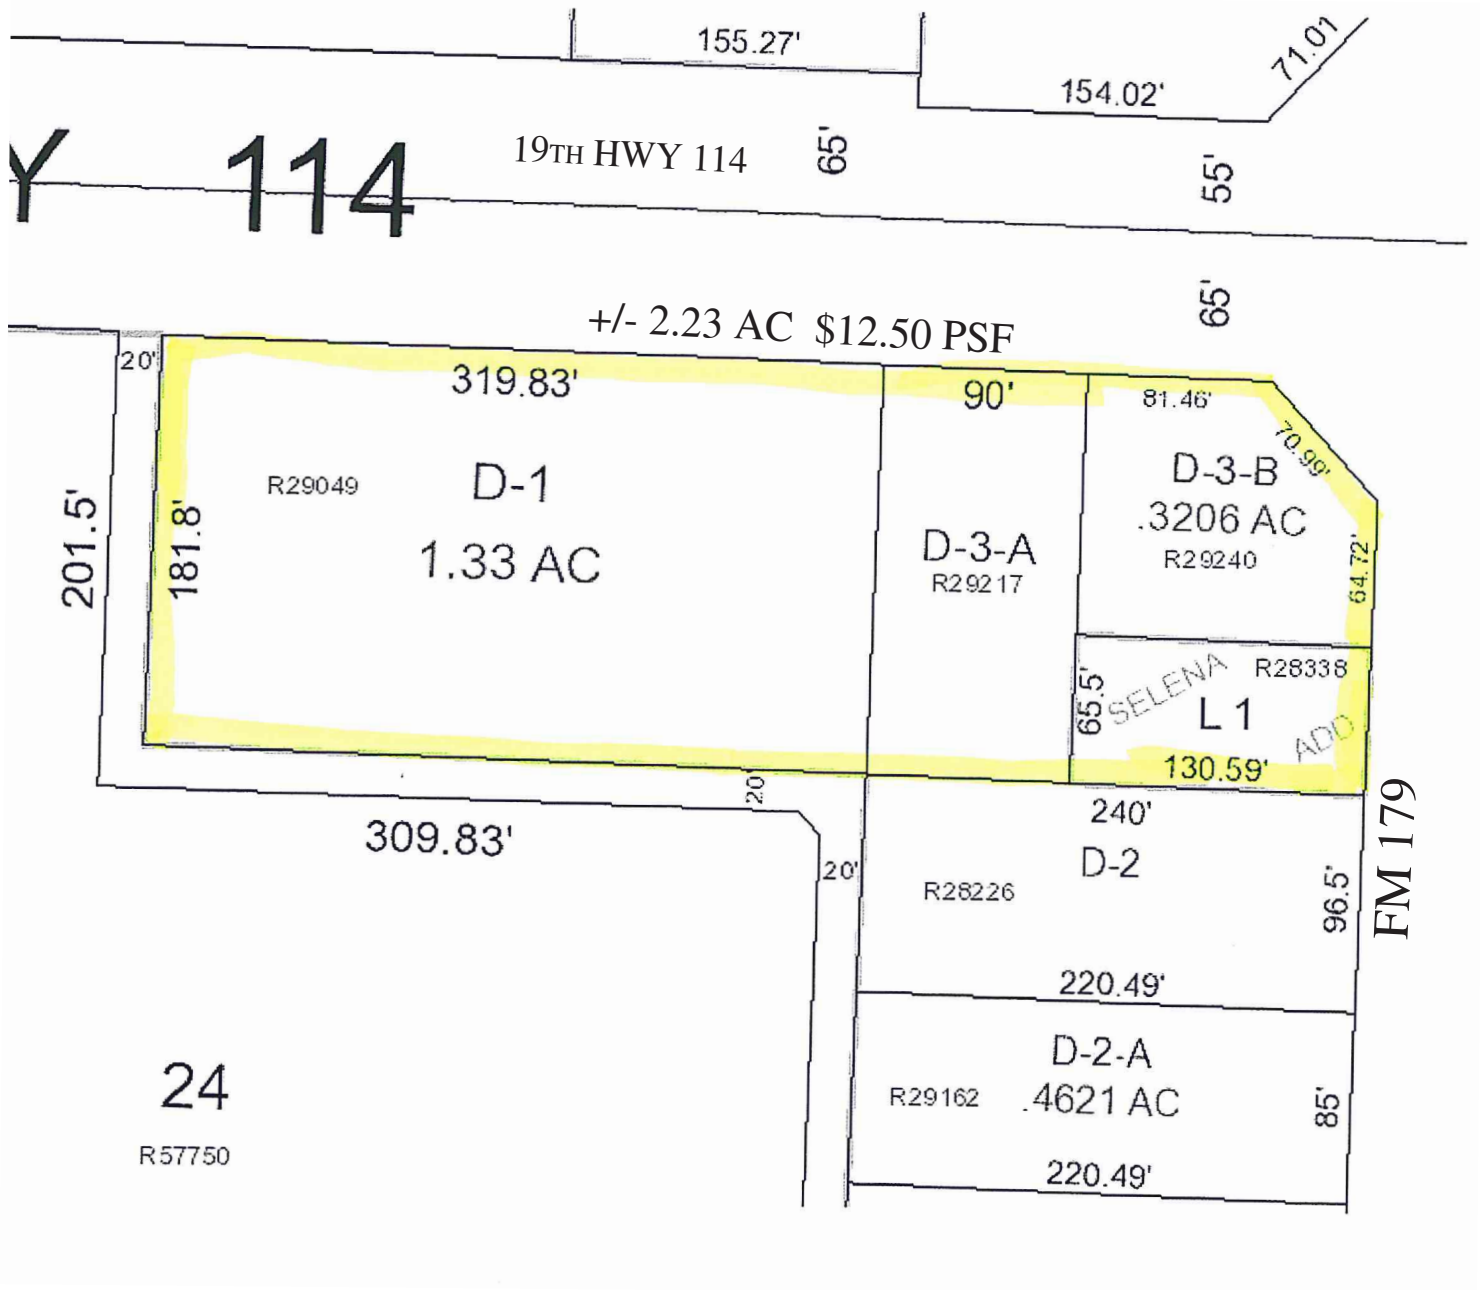 155.27'
71.01
154.02'
Y 114
19TH HWY 114
65'
55'
65'
+/- 2.23 AC $12.50 PSF
20'
319.83'
90'
81.46'
70.99'
201.5'
181.8'
R29049
D-1
1.33 AC
D-3-A
R29217
D-3-B
.3206 AC
R29240
64.72'
65.5'
SELENA
ADD
R28338
L 1
130.59'
20'
309.83'
240'
D-2
20'
R28226
96.5'
FM 179
220.49'
D-2-A
R29162
.4621 AC
85'
220.49'
24
R57750